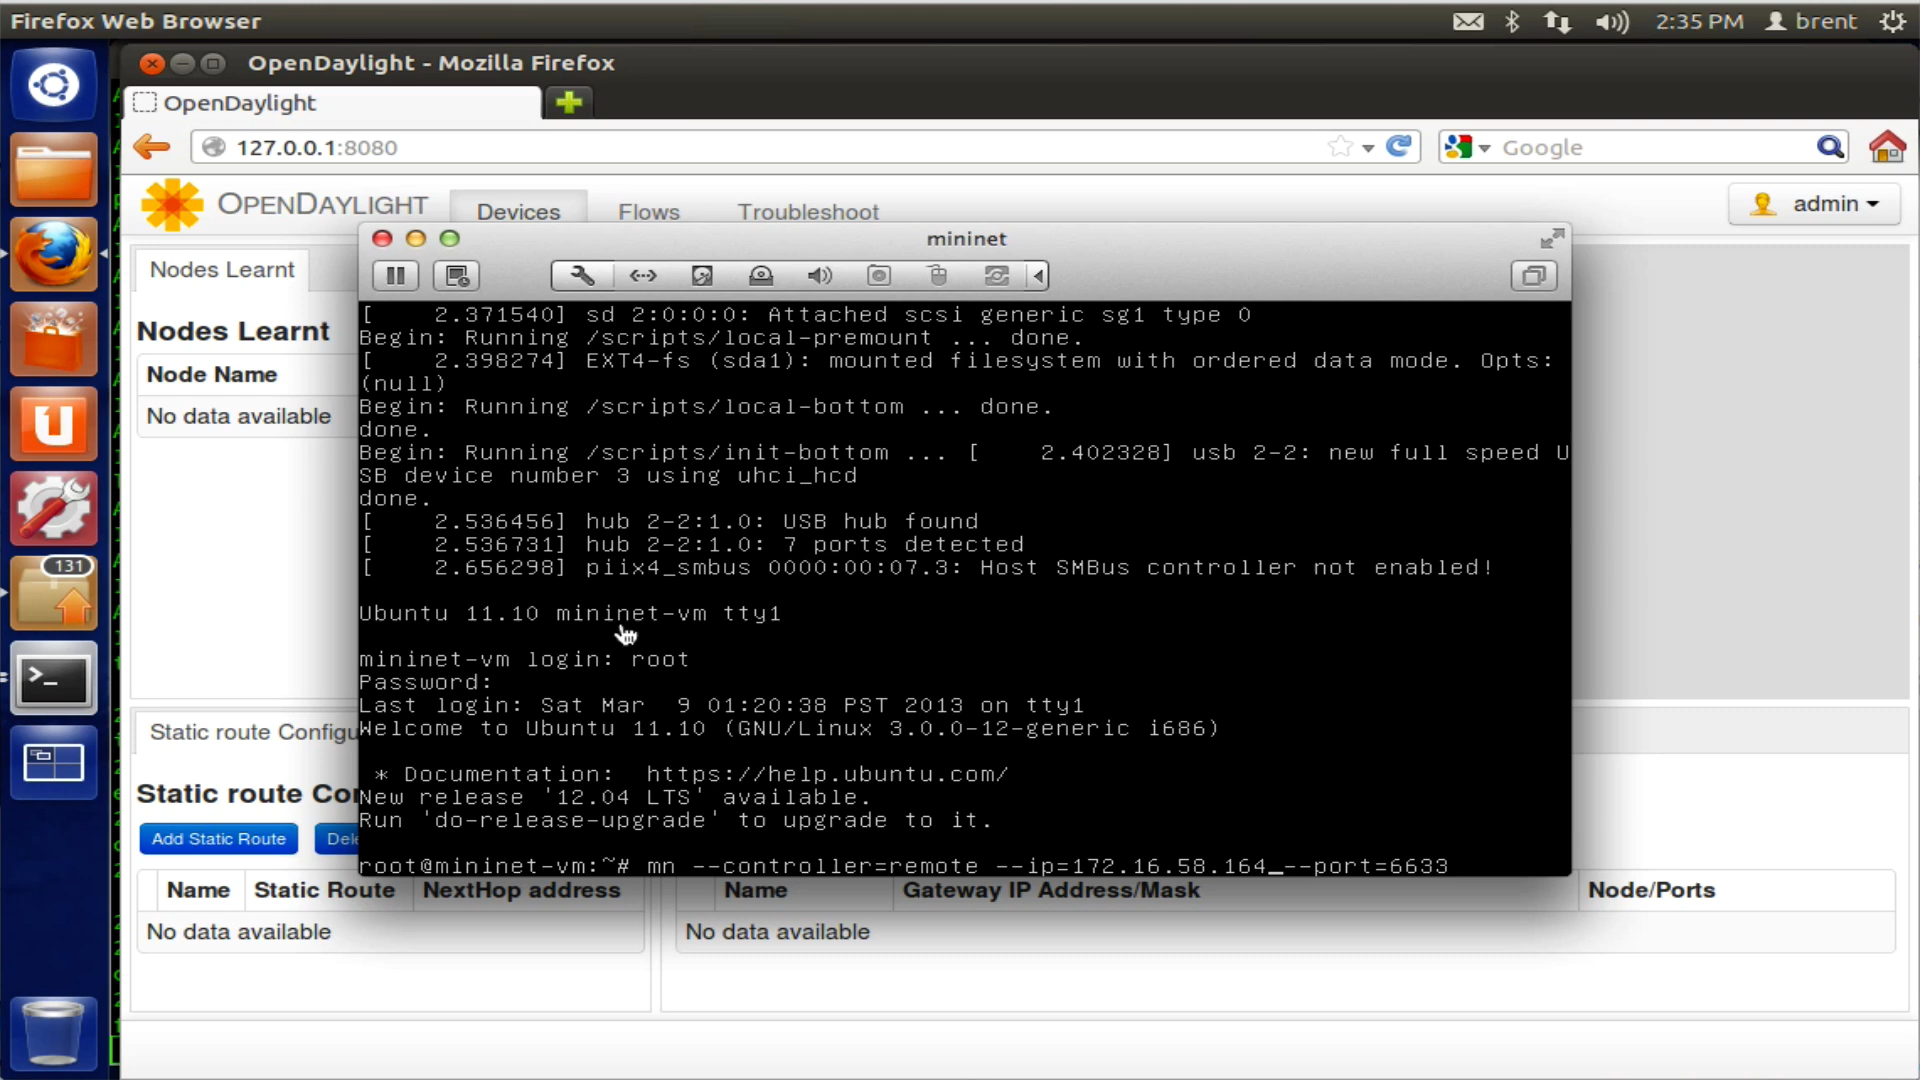 Firefox Web Browser
2:35 PM brent
OpenDaylight - Mozilla Firefox
OpenDaylight
127.0.0.1:8080
Google
OPENDAYLIGHT Devices Flows Troubleshoot
admin
mininet
Nodes Learnt
Nodes Learnt
Node Name
No data available
[    2.371540] sd 2:0:0:0: Attached scsi generic sg1 type 0
Begin: Running /scripts/local-premount ... done.
[    2.398274] EXT4-fs (sda1): mounted filesystem with ordered data mode. Opts:
(null)
Begin: Running /scripts/local-bottom ... done.
done.
Begin: Running /scripts/init-bottom ... [    2.402328] usb 2-2: new full speed U
SB device number 3 using uhci_hcd
done.
[    2.536456] hub 2-2:1.0: USB hub found
[    2.536731] hub 2-2:1.0: 7 ports detected
[    2.656298] piix4_smbus 0000:00:07.3: Host SMBus controller not enabled!
Ubuntu 11.10 mininet-vm tty1
mininet-vm login: root
Password:
Last login: Sat Mar  9 01:20:38 PST 2013 on tty1
Welcome to Ubuntu 11.10 (GNU/Linux 3.0.0-12-generic i686)
* Documentation:  https://help.ubuntu.com/
New release '12.04 LTS' available.
Run 'do-release-upgrade' to upgrade to it.
root@mininet-vm:~# mn --controller=remote --ip=172.16.58.164 --port=6633
131
Static route Configu
Static route Co
Add Static Route
Del
Name Static Route NextHop address
No data available
Name Gateway IP Address/Mask Node/Ports
No data available